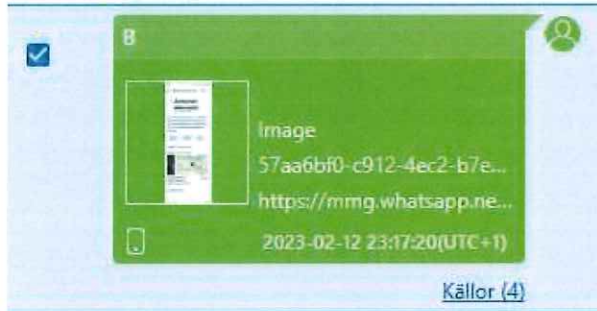 B
Image
57aa6bf0-c912-4ec2-b7e...
https://mmg.whatsapp.ne...
2023-02-12 23:17:20(UTC+1)
Källor (4)